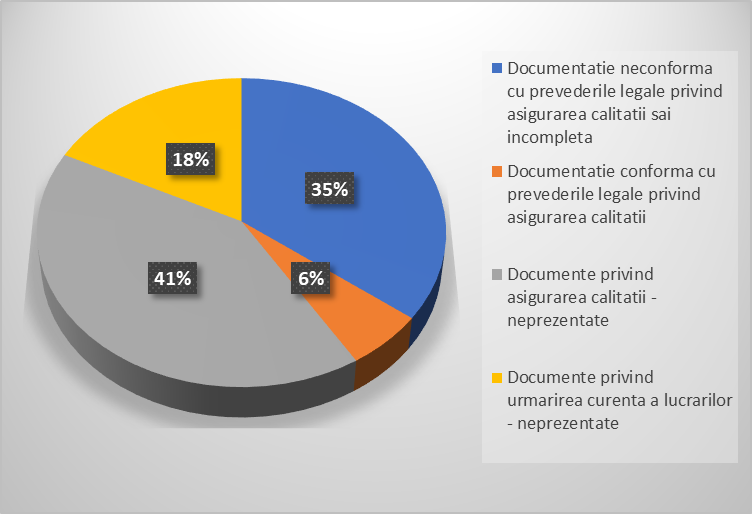 18%
35%
41%
6%
Documentatie neconforma
cu prevederile legale privind
asigurarea calitatii sai
incompleta
Documentatie conforma cu
prevederile legale privind
asigurarea calitatii
Documente privind
asigurarea calitatii -
neprezentate
Documente privind
urmarirea curenta a lucrarilor
- neprezentate